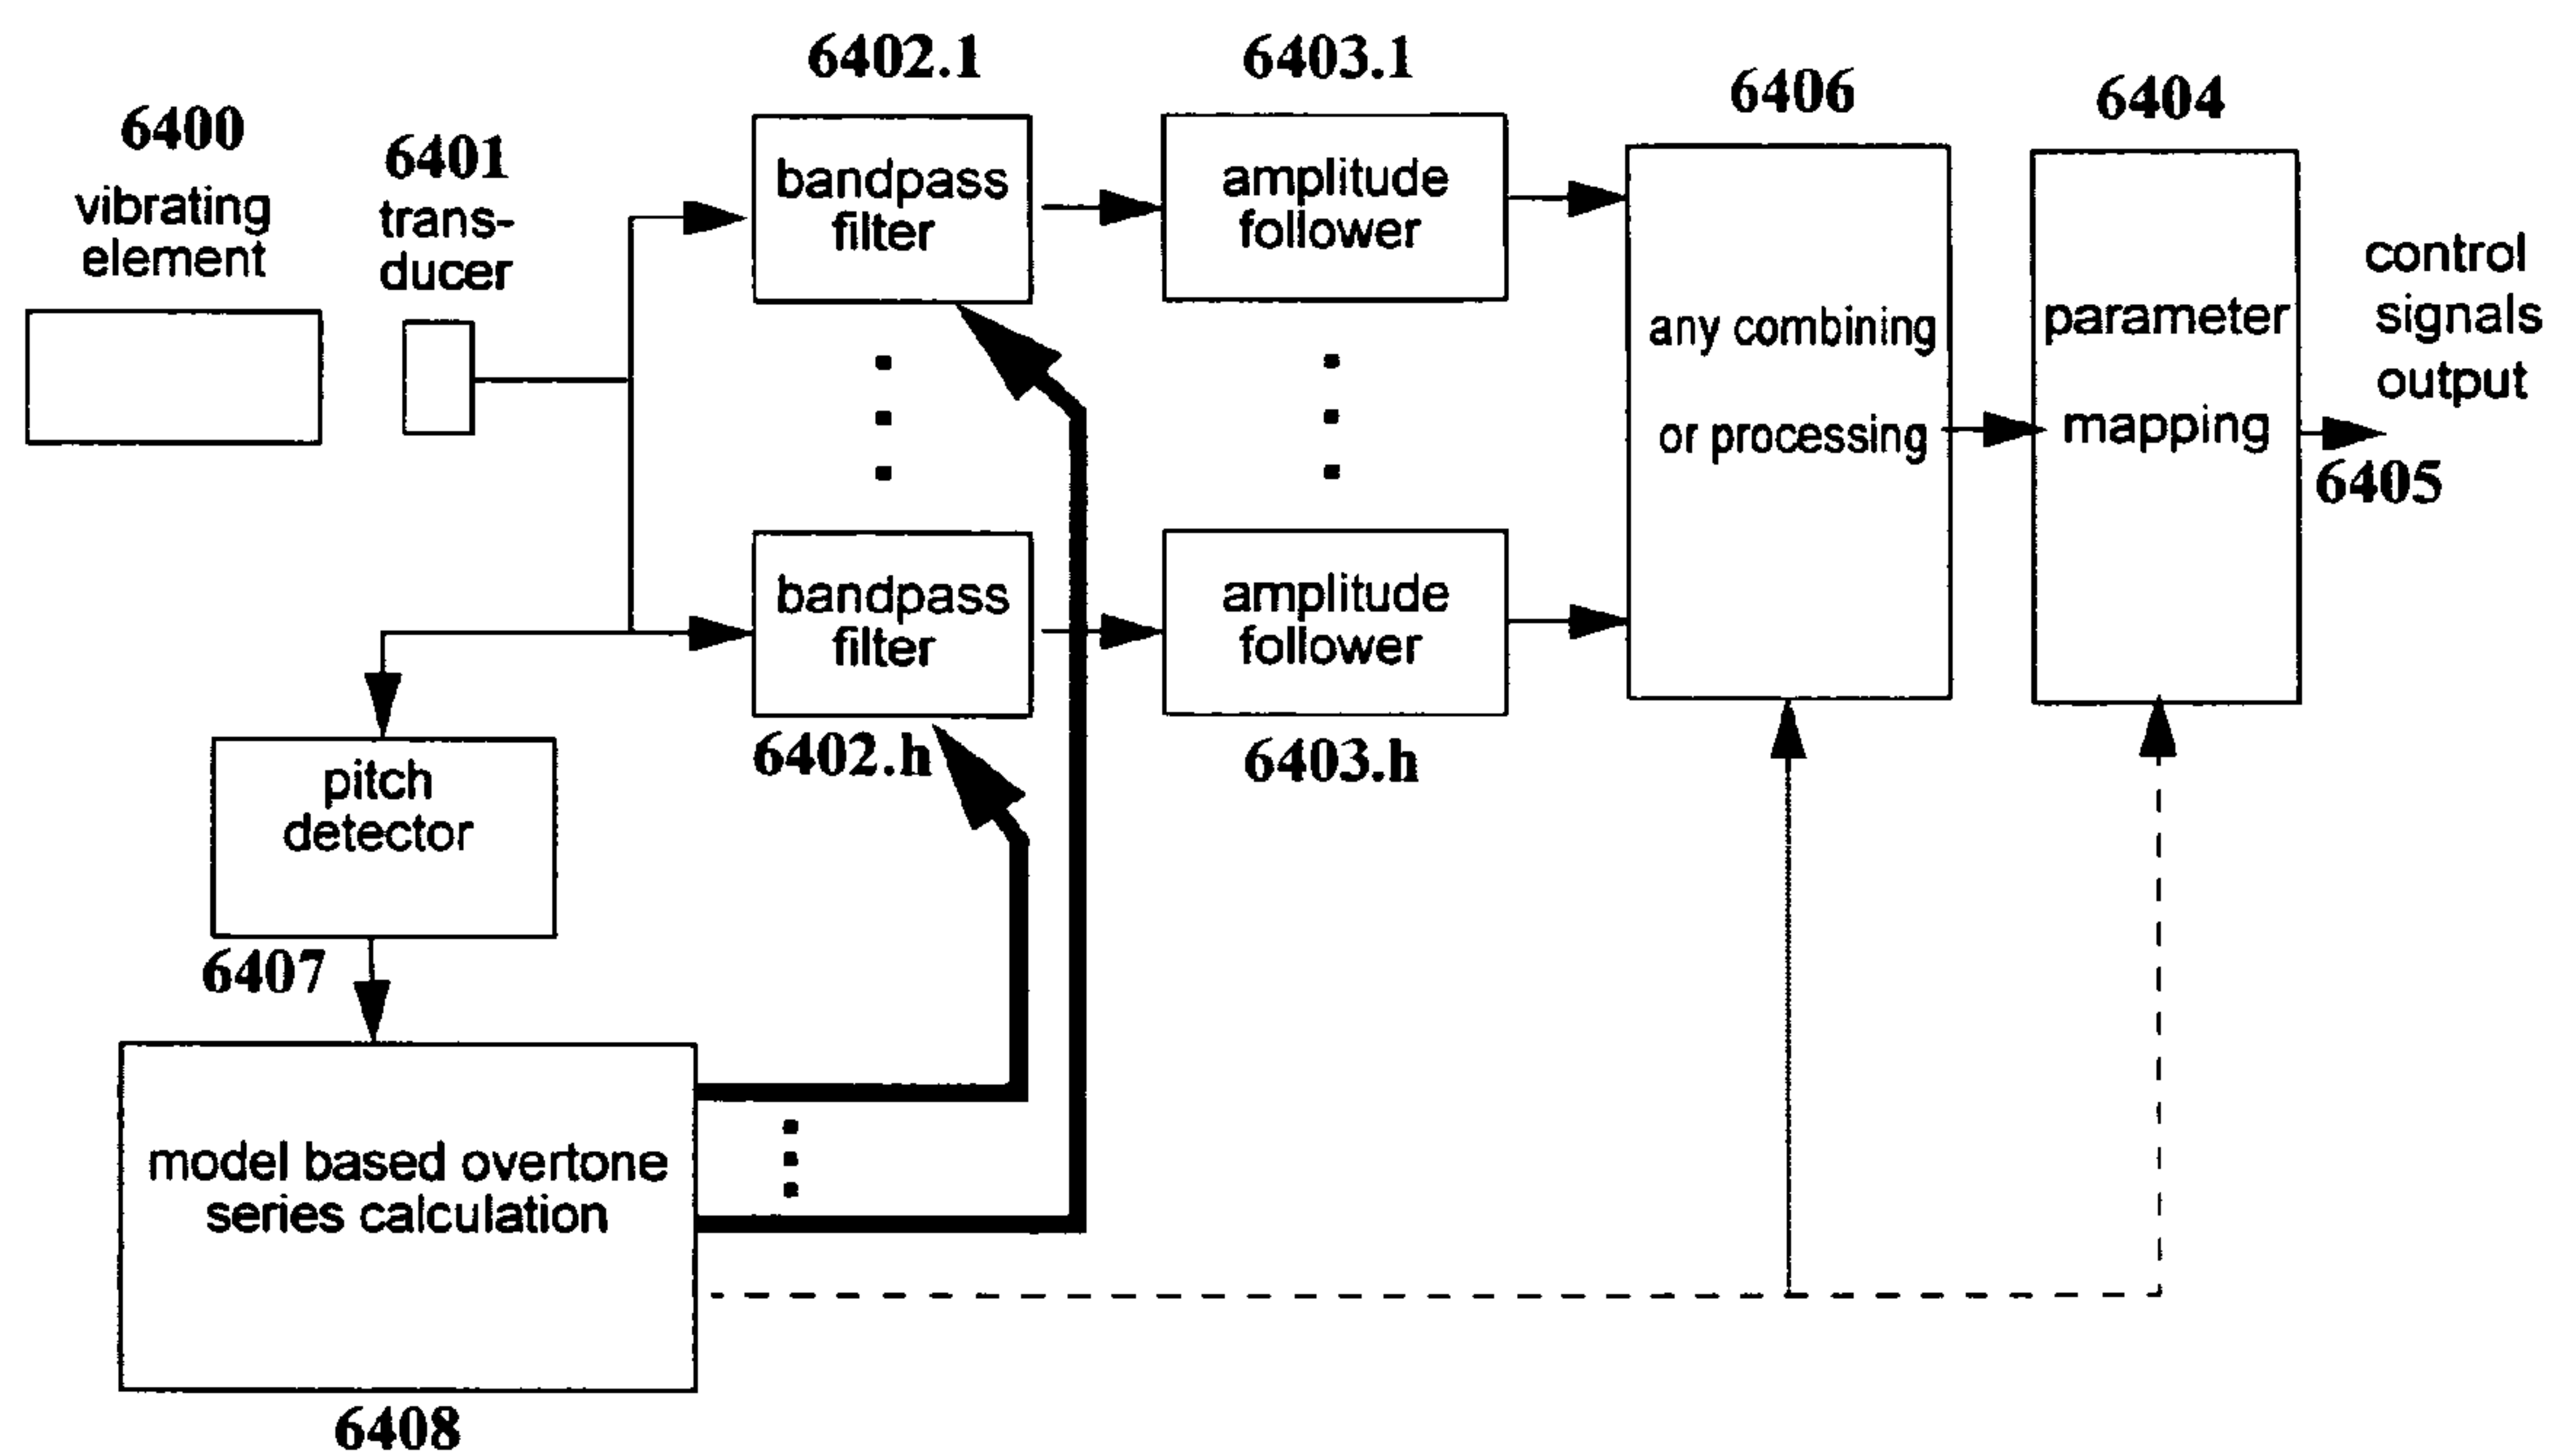 6400
vibrating
element
6401
trans-
ducer
6402.1
bandpass
filter
6403.1
amplitude
follower
6406
any combining
or processing
6404
parameter
mapping
control
signals
output
6405
bandpass
filter
6402.h
amplitude
follower
6403.h
pitch
detector
6407
model based overtone
series calculation
6408